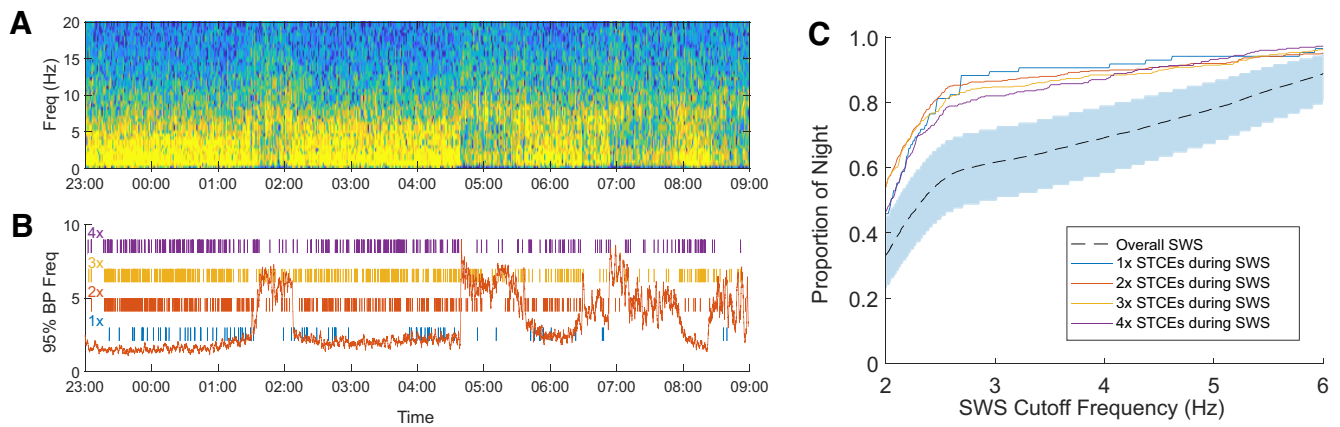 A
Freq (Hz)
20
15
10
5
0
23:00 00:00 01:00 02:00 03:00 04:00 05:00 06:00 07:00 08:00 09:00
B
95% BP Freq
10
5
0
4x
3x
2x
1x
23:00 00:00 01:00 02:00 03:00 04:00 05:00 06:00 07:00 08:00 09:00
Time
C
Proportion of Night
1.0
0.8
0.6
0.4
0.2
0
Overall SWS
1x STCEs during SWS
2x STCEs during SWS
3x STCEs during SWS
4x STCEs during SWS
2 3 4 5 6
SWS Cutoff Frequency (Hz)